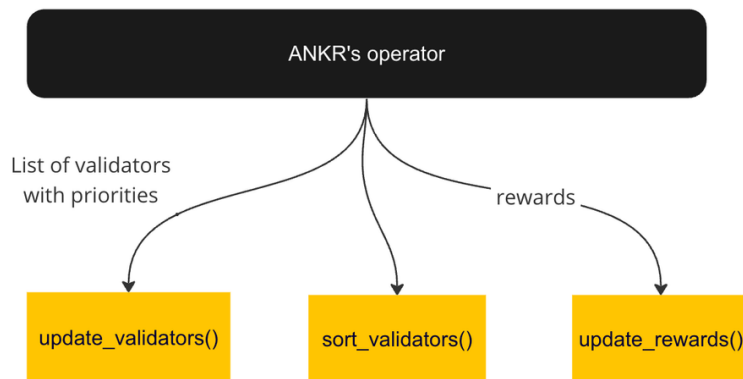 ANKR's operator
List of validators
with priorities
rewards
update_validators()
sort_validators()
update_rewards()